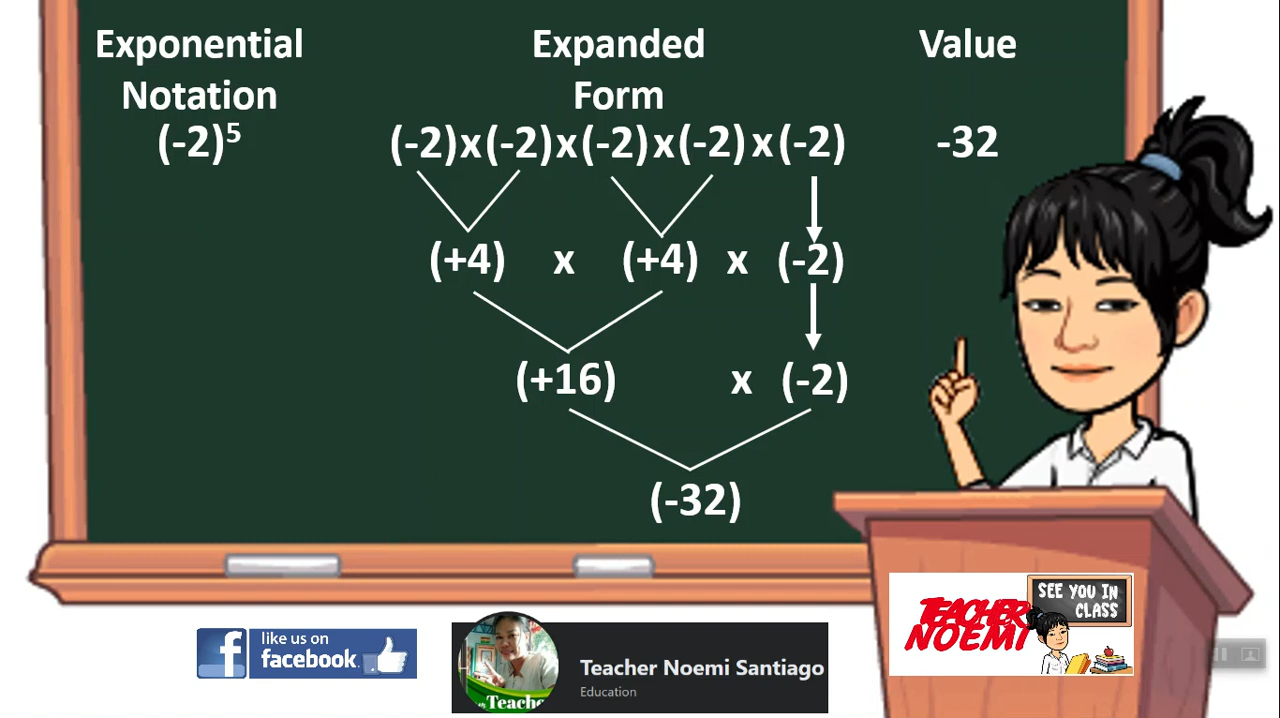 Exponential Expanded Value
Notation Form
(-2)⁵ (-2)x(-2)x(-2)x(-2)x(-2) -32
(+4) x (+4) x (-2)
(+16) x (-2)
(-32)
SEE YOU IN
CLASS
TEACHER
NOEMI
like us on
facebook.
Teacher Noemi Santiago
Education